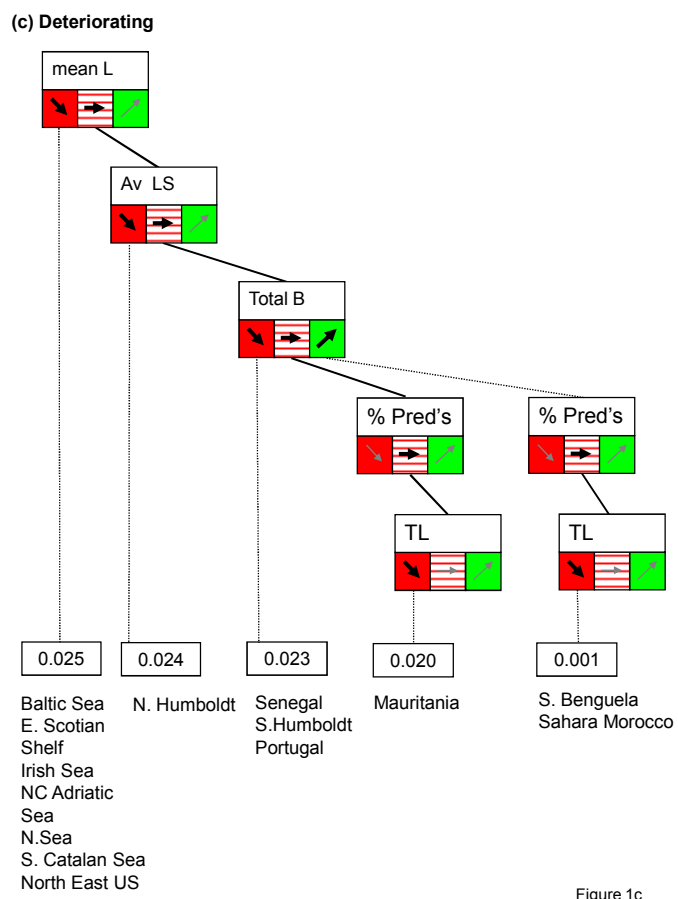 (c) Deteriorating
mean L
Av LS
Total B
% Pred's
% Pred's
TL
TL
0.025
0.024
0.023
0.020
0.001
Baltic Sea
E. Scotian
Shelf
Irish Sea
NC Adriatic
Sea
N.Sea
S. Catalan Sea
North East US
N. Humboldt
Senegal
S.Humboldt
Portugal
Mauritania
S. Benguela
Sahara Morocco
Figure 1c